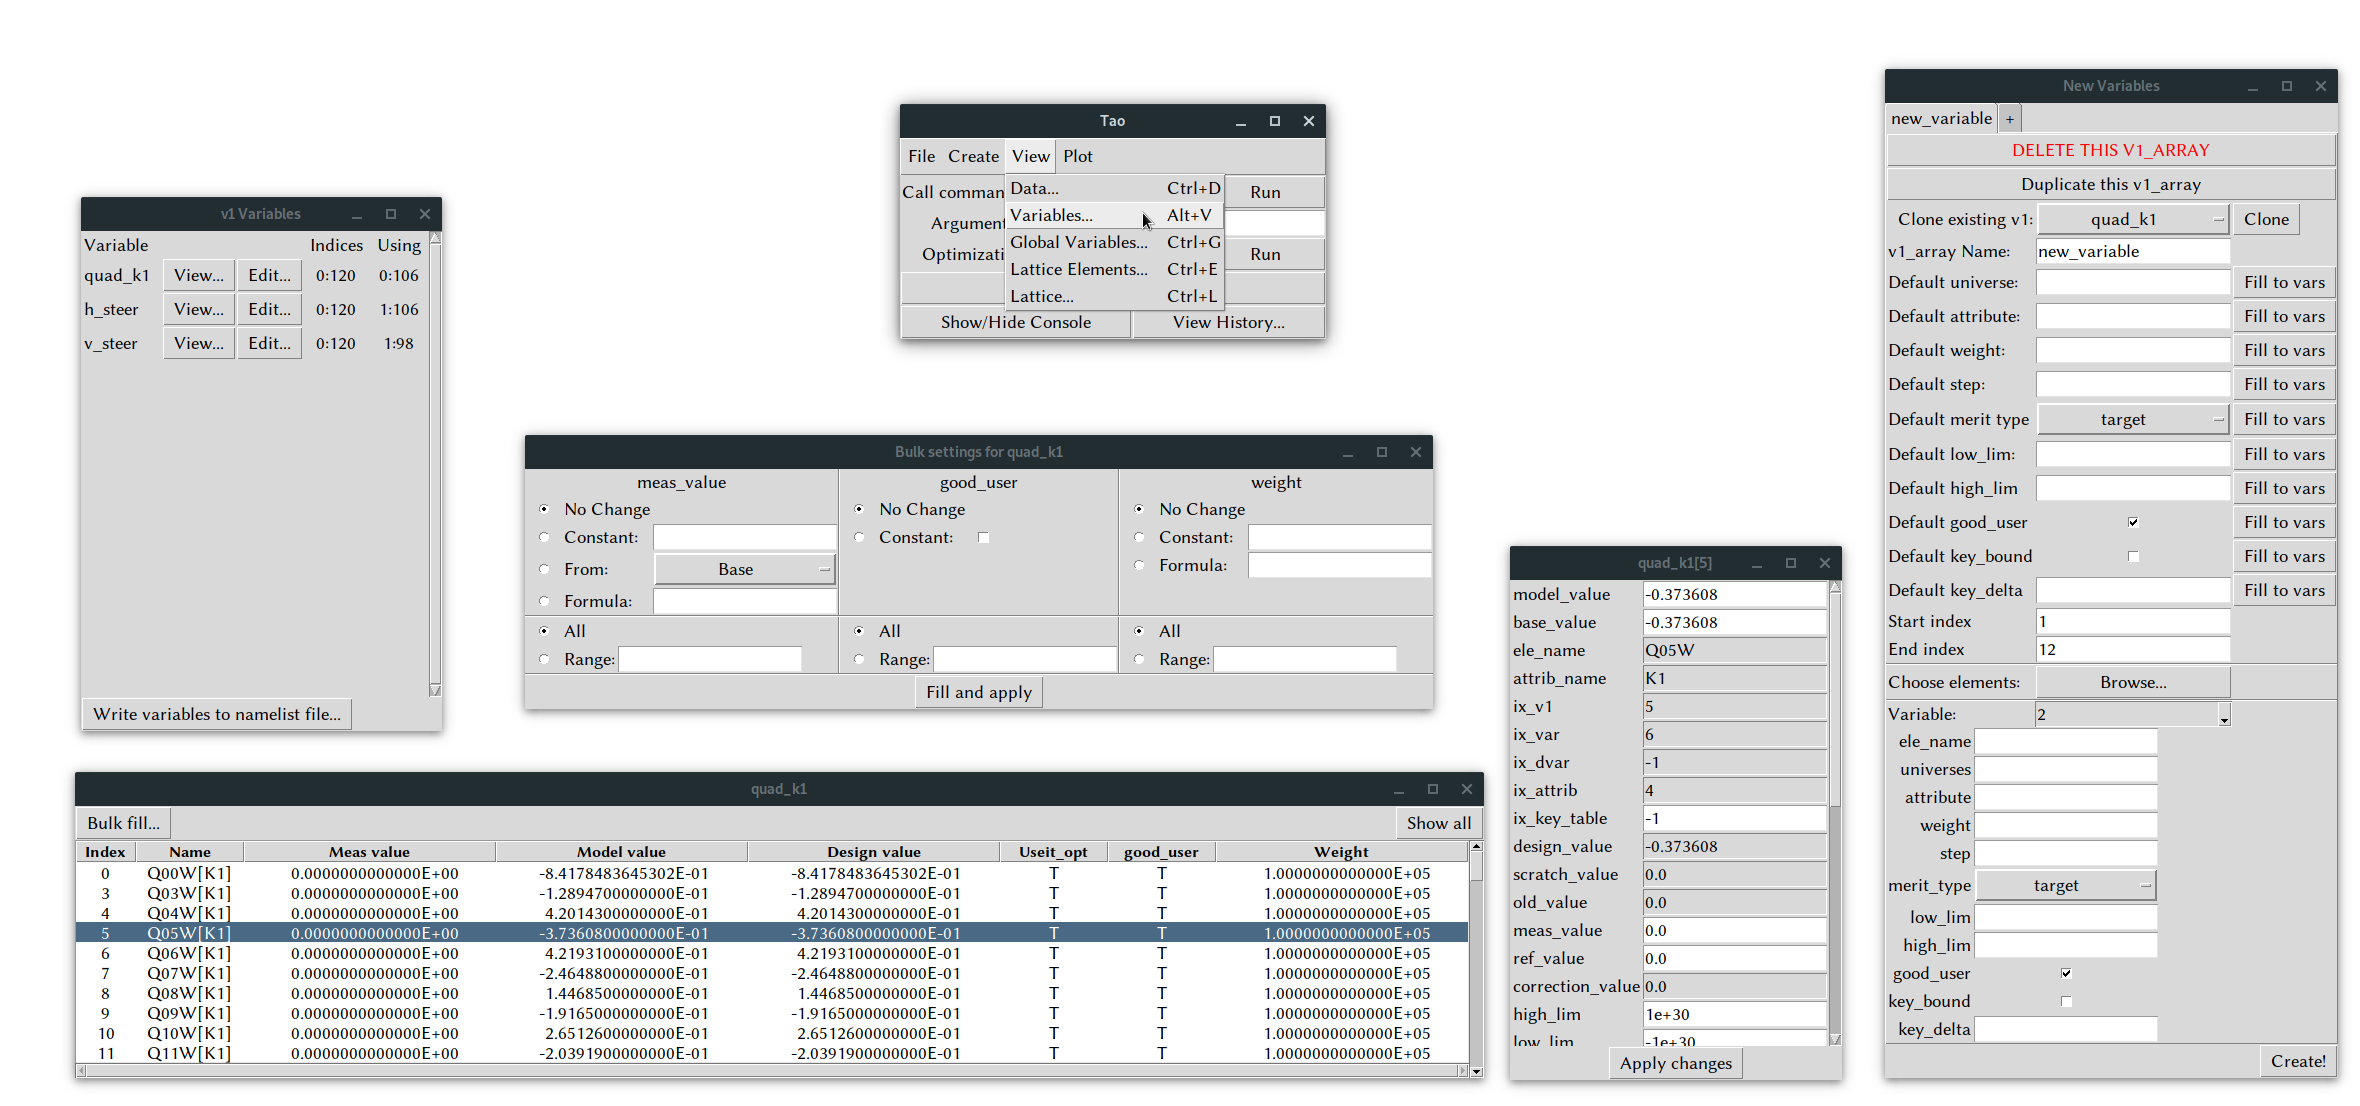 v1 Variables
Variable Indices Using
quad_k1 View... Edit... 0:120 0:106
h_steer View... Edit... 0:120 1:106
v_steer View... Edit... 0:120 1:98
Write variables to namelist file...
Tao
File Create View Plot
Call comman Run
Argument
Optimizati Run
Data... Ctrl+D
Variables... Alt+V
Global Variables... Ctrl+G
Lattice Elements... Ctrl+E
Lattice... Ctrl+L
Show/Hide Console View History...
Bulk settings for quad_k1
meas_value good_user weight
No Change No Change No Change
Constant: Constant: Constant:
From: Base Formula:
Formula:
All All All
Range: Range: Range:
Fill and apply
quad_k1
Bulk fill... Show all
Index Name Meas value Model value Design value Useit_opt good_user Weight
0 Q00W[K1] 0.0000000000000E+00 -8.4178483645302E-01 -8.4178483645302E-01 T T 1.0000000000000E+05
3 Q03W[K1] 0.0000000000000E+00 -1.2894700000000E-01 -1.2894700000000E-01 T T 1.0000000000000E+05
4 Q04W[K1] 0.0000000000000E+00 4.2014300000000E-01 4.2014300000000E-01 T T 1.0000000000000E+05
5 Q05W[K1] 0.0000000000000E+00 -3.7360800000000E-01 -3.7360800000000E-01 T T 1.0000000000000E+05
6 Q06W[K1] 0.0000000000000E+00 4.2193100000000E-01 4.2193100000000E-01 T T 1.0000000000000E+05
7 Q07W[K1] 0.0000000000000E+00 -2.4648800000000E-01 -2.4648800000000E-01 T T 1.0000000000000E+05
8 Q08W[K1] 0.0000000000000E+00 1.4468500000000E-01 1.4468500000000E-01 T T 1.0000000000000E+05
9 Q09W[K1] 0.0000000000000E+00 -1.9165000000000E-01 -1.9165000000000E-01 T T 1.0000000000000E+05
10 Q10W[K1] 0.0000000000000E+00 2.6512600000000E-01 2.6512600000000E-01 T T 1.0000000000000E+05
11 Q11W[K1] 0.0000000000000E+00 -2.0391900000000E-01 -2.0391900000000E-01 T T 1.0000000000000E+05
quad_k1[5]
model_value -0.373608
base_value -0.373608
ele_name Q05W
attrib_name K1
ix_v1 5
ix_var 6
ix_dvar -1
ix_attrib 4
ix_key_table -1
design_value -0.373608
scratch_value 0.0
old_value 0.0
meas_value 0.0
ref_value 0.0
correction_value 0.0
high_lim 1e+30
low_lim -1e+30
Apply changes
New Variables
new_variable +
DELETE THIS V1_ARRAY
Duplicate this v1_array
Clone existing v1: quad_k1 Clone
v1_array Name: new_variable
Default universe: Fill to vars
Default attribute: Fill to vars
Default weight: Fill to vars
Default step: Fill to vars
Default merit type target Fill to vars
Default low_lim: Fill to vars
Default high_lim Fill to vars
Default good_user Fill to vars
Default key_bound Fill to vars
Default key_delta Fill to vars
Start index 1
End index 12
Choose elements: Browse...
Variable: 2
ele_name
universes
attribute
weight
step
merit_type target
low_lim
high_lim
good_user
key_bound
key_delta
Create!